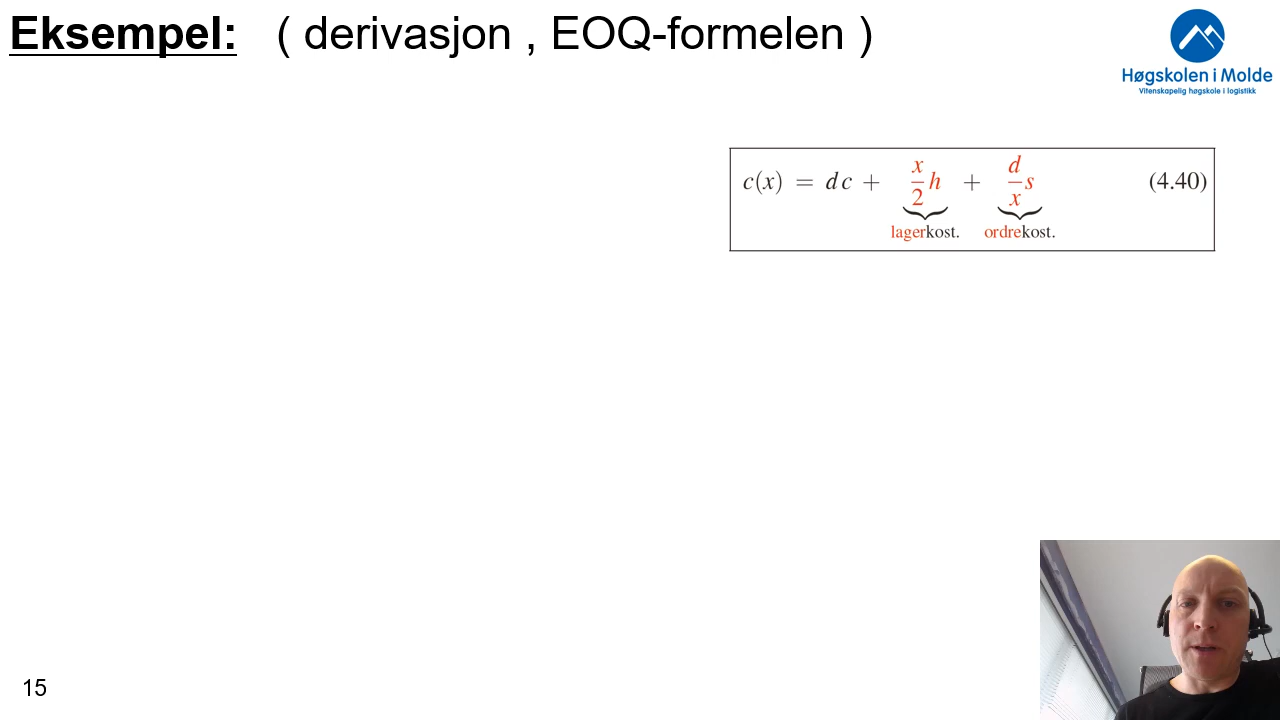 Eksempel: ( derivasjon , EOQ-formelen )
Høgskolen i Molde
Vitenskapelig høgskole i logistikk
c(x) = dc + x/2 h + d/x s (4.40)
lagerkost. ordrekost.
15